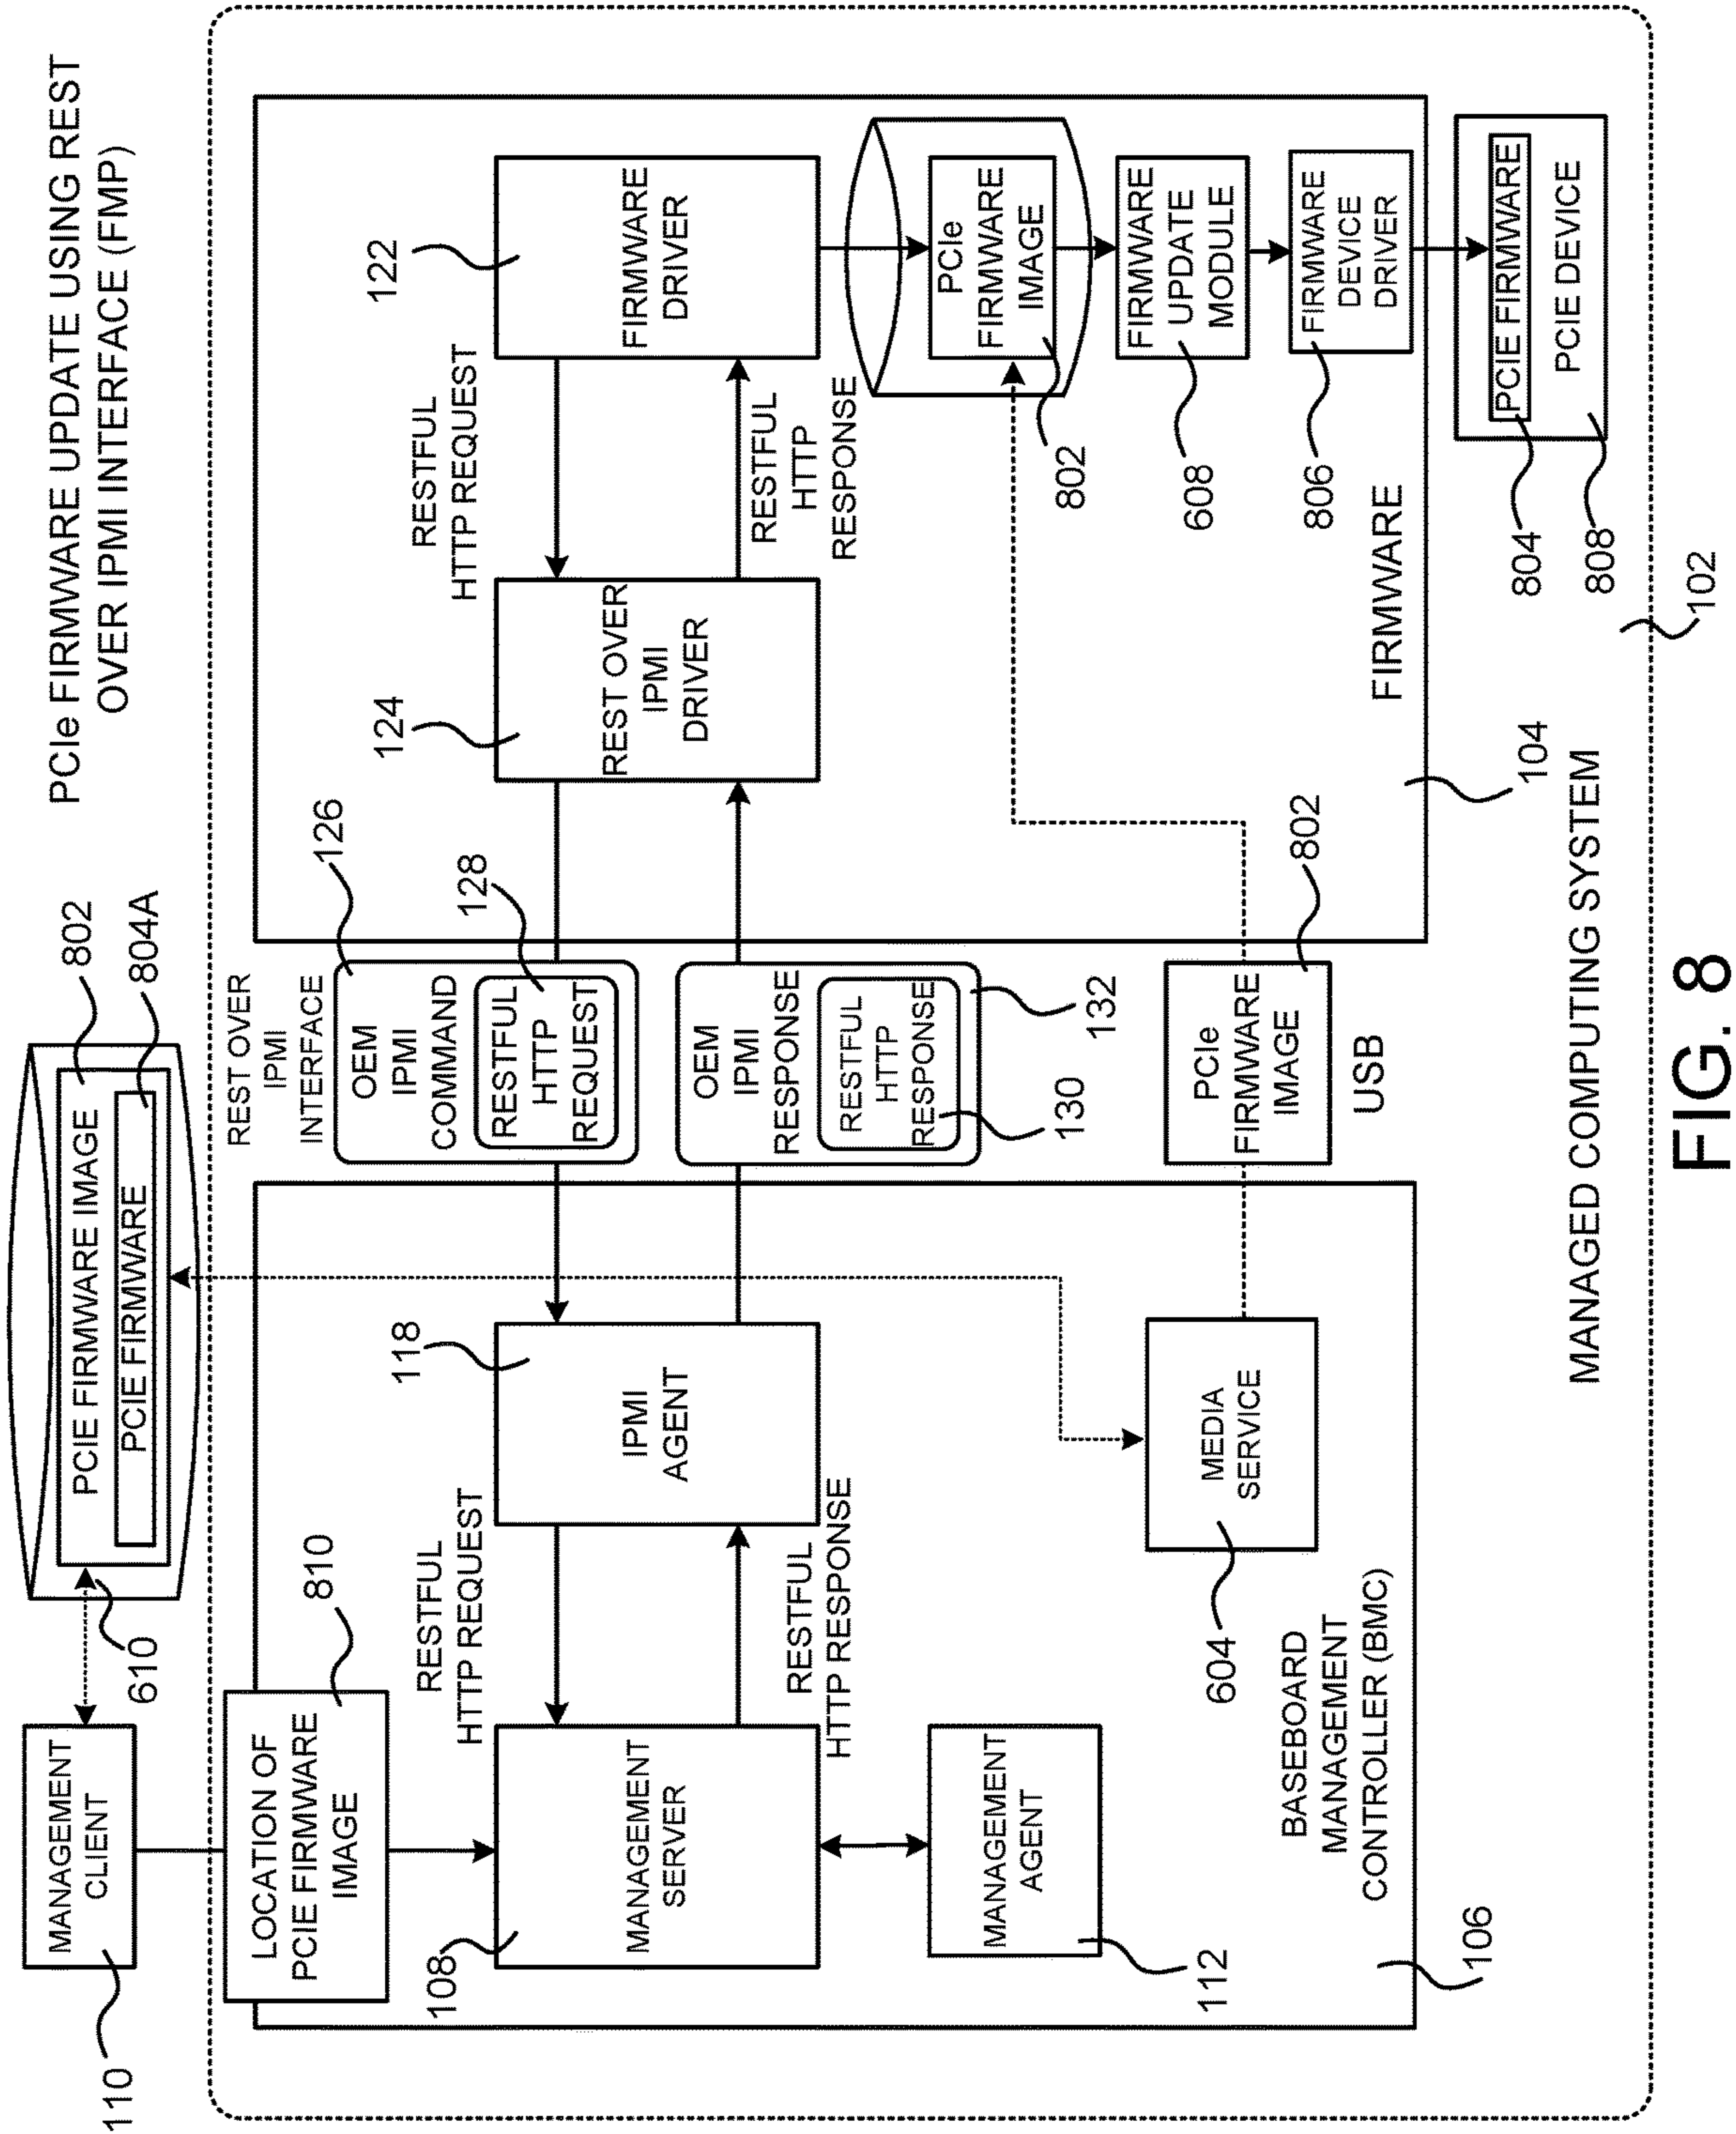 PCIe FIRMWARE UPDATE USING REST
OVER IPMI INTERFACE (FMP)
110
MANAGEMENT
CLIENT
610
PCIE FIRMWARE IMAGE
PCIE FIRMWARE
802
804A
LOCATION OF
PCIE FIRMWARE
IMAGE
810
REST OVER
IPMI
INTERFACE
126
OEM
IPMI
COMMAND
128
RESTFUL
HTTP
REQUEST
108
MANAGEMENT
SERVER
RESTFUL
HTTP REQUEST
RESTFUL
HTTP RESPONSE
118
IPMI
AGENT
OEM
IPMI
RESPONSE
132
RESTFUL
HTTP
RESPONSE
130
124
REST OVER
IPMI
DRIVER
RESTFUL
HTTP REQUEST
RESTFUL
HTTP
RESPONSE
122
FIRMWARE
DRIVER
PCIe
FIRMWARE
IMAGE
802
FIRMWARE
UPDATE
MODULE
608
FIRMWARE
DEVICE
DRIVER
806
PCIE FIRMWARE
PCIE DEVICE
804
808
112
MANAGEMENT
AGENT
604
MEDIA
SERVICE
PCIe
FIRMWARE
IMAGE
802
USB
BASEBOARD
MANAGEMENT
CONTROLLER (BMC)
106
FIRMWARE
104
MANAGED COMPUTING SYSTEM
102
FIG. 8